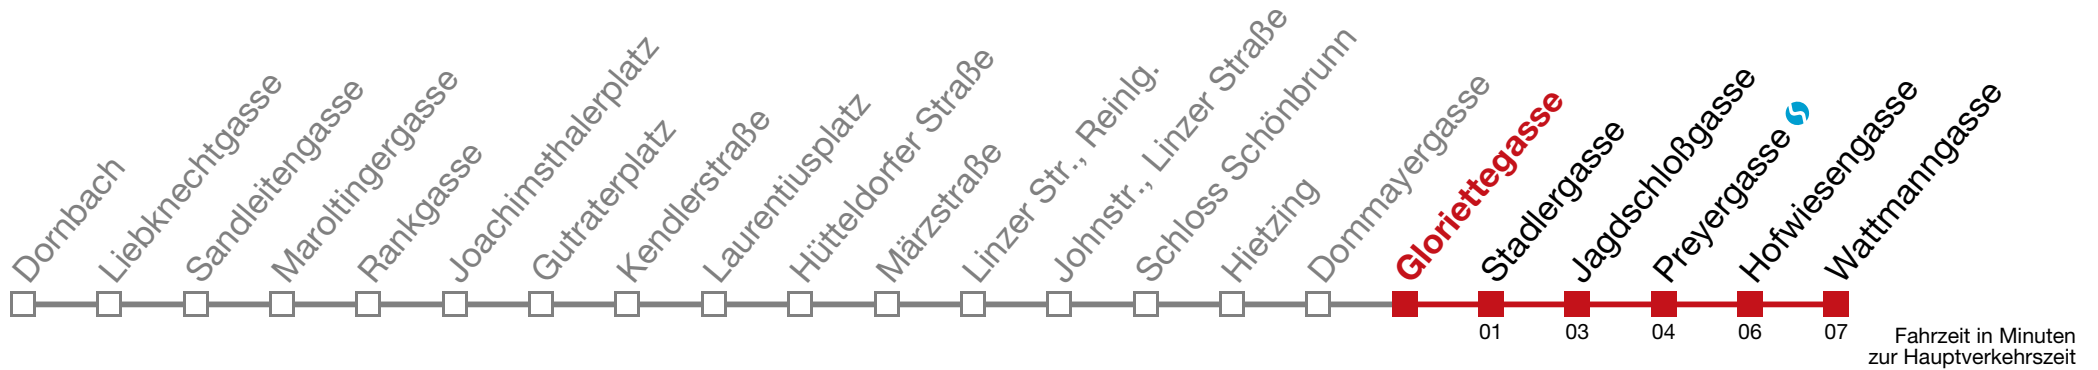 Dornbach
Liebknechtgasse
Sandleitengasse
Maroltingergasse
Rankgasse
Joachimsthalerplatz
Gutraterplatz
Kendlerstraße
Laurentiusplatz
Hütteldorfer Straße
Märzstraße
Linzer Str., Reinlg.
Johnstr., Linzer Straße
Schloss Schönbrunn
Hietzing
Dommayergasse
Gloriettegasse
Stadlergasse
Jagdschloßgasse
Preyergasse
Hofwiesengasse
Wattmanngasse
01 03 04 06 07
Fahrzeit in Minuten
zur Hauptverkehrszeit